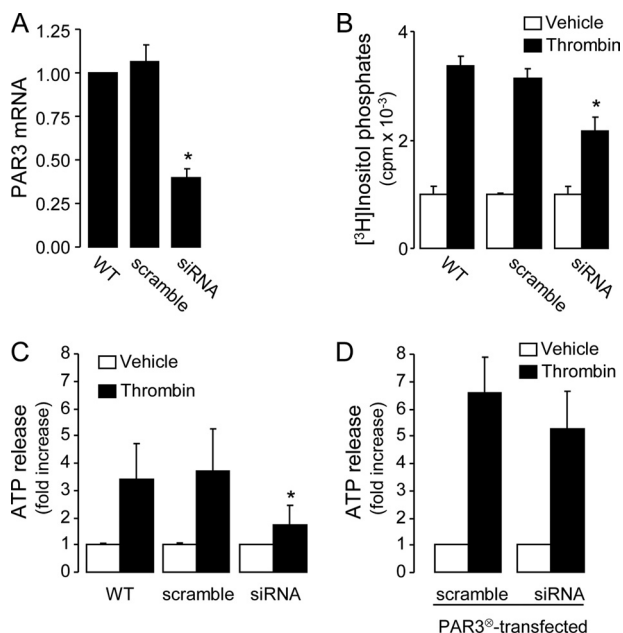 A
PAR3 mRNA
1.25
1.00
0.75
0.50
0.25
0.00
*
WT
scramble
siRNA
B
Vehicle
Thrombin
[³H]Inositol phosphates
(cpm x 10⁻³)
4
2
0
*
WT
scramble
siRNA
C
Vehicle
Thrombin
ATP release
(fold increase)
8
7
6
5
4
3
2
1
0
*
WT
scramble
siRNA
D
Vehicle
Thrombin
ATP release
(fold increase)
8
7
6
5
4
3
2
1
0
scramble
siRNA
PAR3⊗-transfected